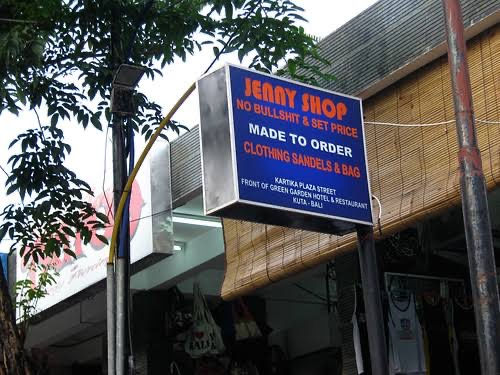 JENNY SHOP
NO BULLSHIT & SET PRICE
MADE TO ORDER
CLOTHING SANDELS & BAG
KARTIKA PLAZA STREET
FRONT OF GREEN GARDEN HOTEL & RESTAURANT
KUTA - BALI